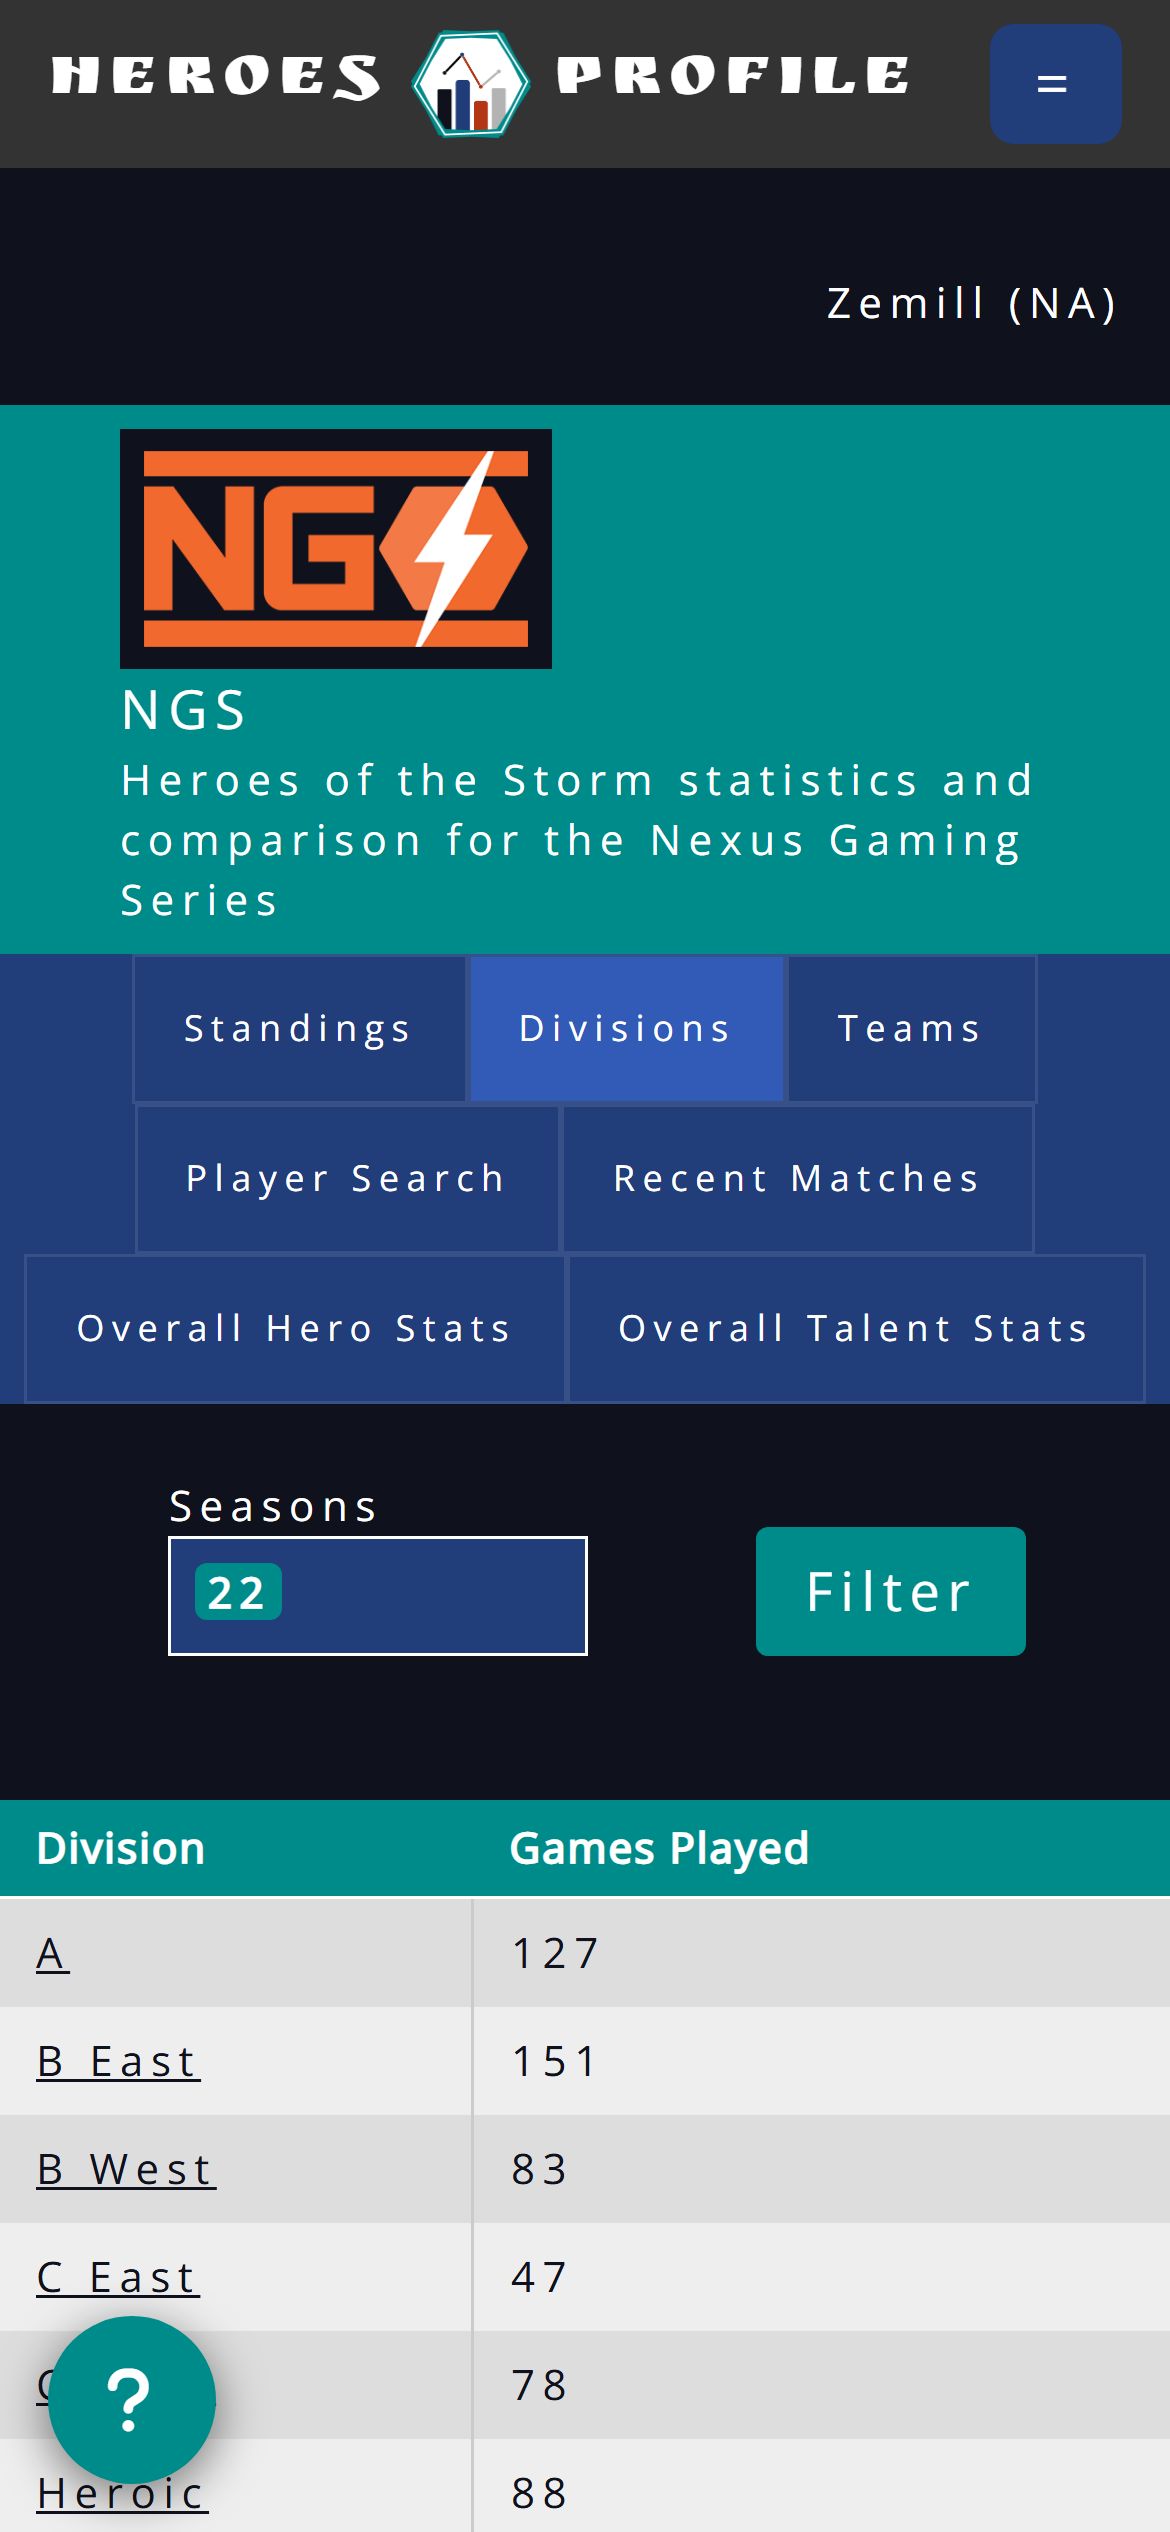 HEROES PROFILE
=
Zemill (NA)
NG
NGS
Heroes of the Storm statistics and
comparison for the Nexus Gaming
Series
Standings Divisions Teams
Player Search Recent Matches
Overall Hero Stats Overall Talent Stats
Seasons
22
Filter
Division Games Played
A 127
B East 151
B West 83
C East 47
78
?
Heroic 88